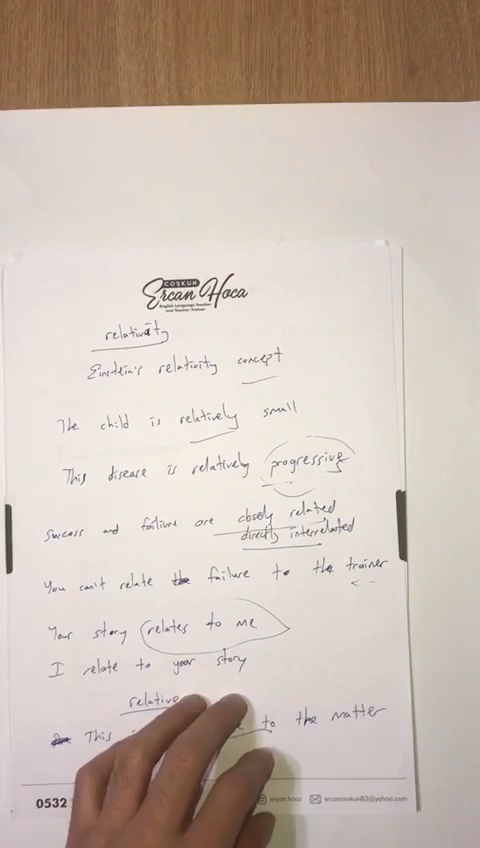 COSKUN
Ercan Hoca
English Language Teacher
and Teacher Trainer
relativity
Einstein's relativity concept
The child is relatively small
This disease is relatively progressive
success and failure are closely related
directly interrelated
You can't relate failure to the trainer
Your story relates to me
I relate to your story
relative
This to the matter
0532
ercan.hoca
ercancoskun83@yahoo.com